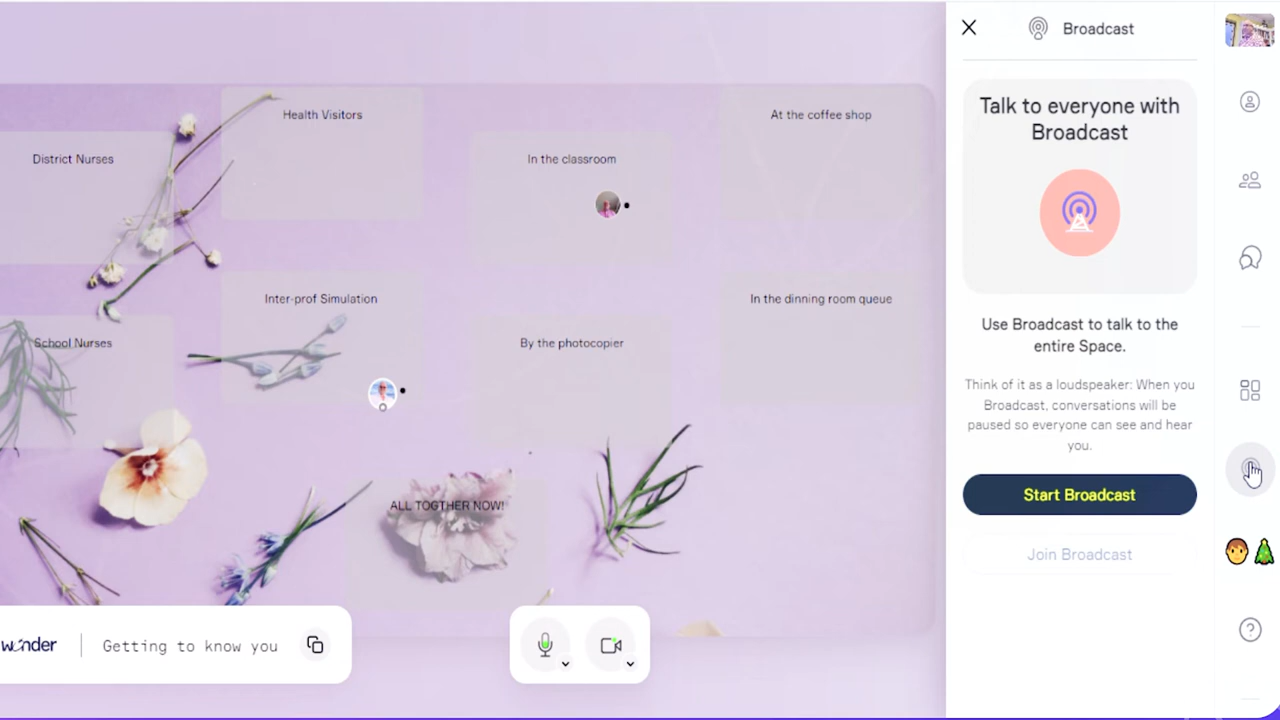 Health Visitors
At the coffee shop
District Nurses
In the classroom
Inter-prof Simulation
In the dinning room queue
School Nurses
By the photocopier
ALL TOGTHER NOW!
wonder
Getting to know you
Broadcast
Talk to everyone with
Broadcast
Use Broadcast to talk to the
entire Space.
Think of it as a loudspeaker: When you
Broadcast, conversations will be
paused so everyone can see and hear
you.
Start Broadcast
Join Broadcast